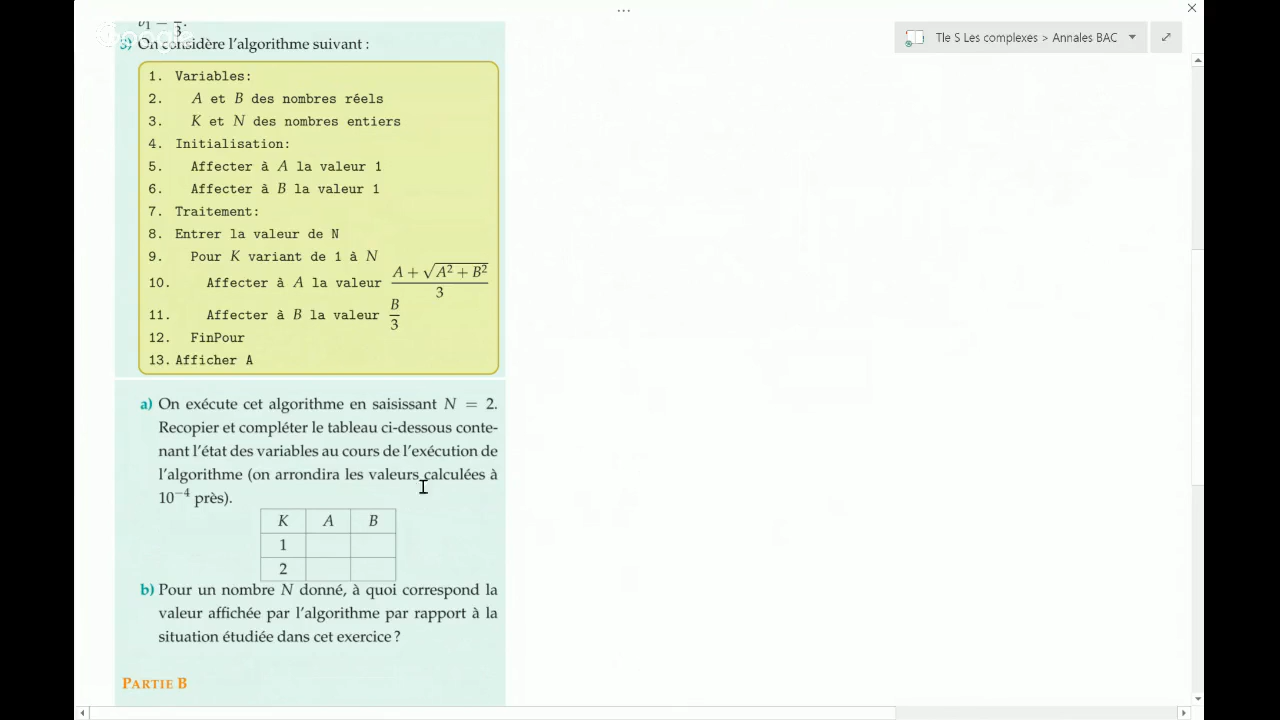 ...
Tle S Les complexes > Annales BAC
3) On considère l'algorithme suivant :
1. Variables:
2. A et B des nombres réels
3. K et N des nombres entiers
4. Initialisation:
5. Affecter à A la valeur 1
6. Affecter à B la valeur 1
7. Traitement:
8. Entrer la valeur de N
9. Pour K variant de 1 à N
10. Affecter à A la valeur (A + √(A² + B²))/3
11. Affecter à B la valeur B/3
12. FinPour
13. Afficher A
a) On exécute cet algorithme en saisissant N = 2.
Recopier et compléter le tableau ci-dessous conte-
nant l'état des variables au cours de l'exécution de
l'algorithme (on arrondira les valeurs calculées à
10⁻⁴ près).
K A B
1
2
b) Pour un nombre N donné, à quoi correspond la
valeur affichée par l'algorithme par rapport à la
situation étudiée dans cet exercice ?
PARTIE B